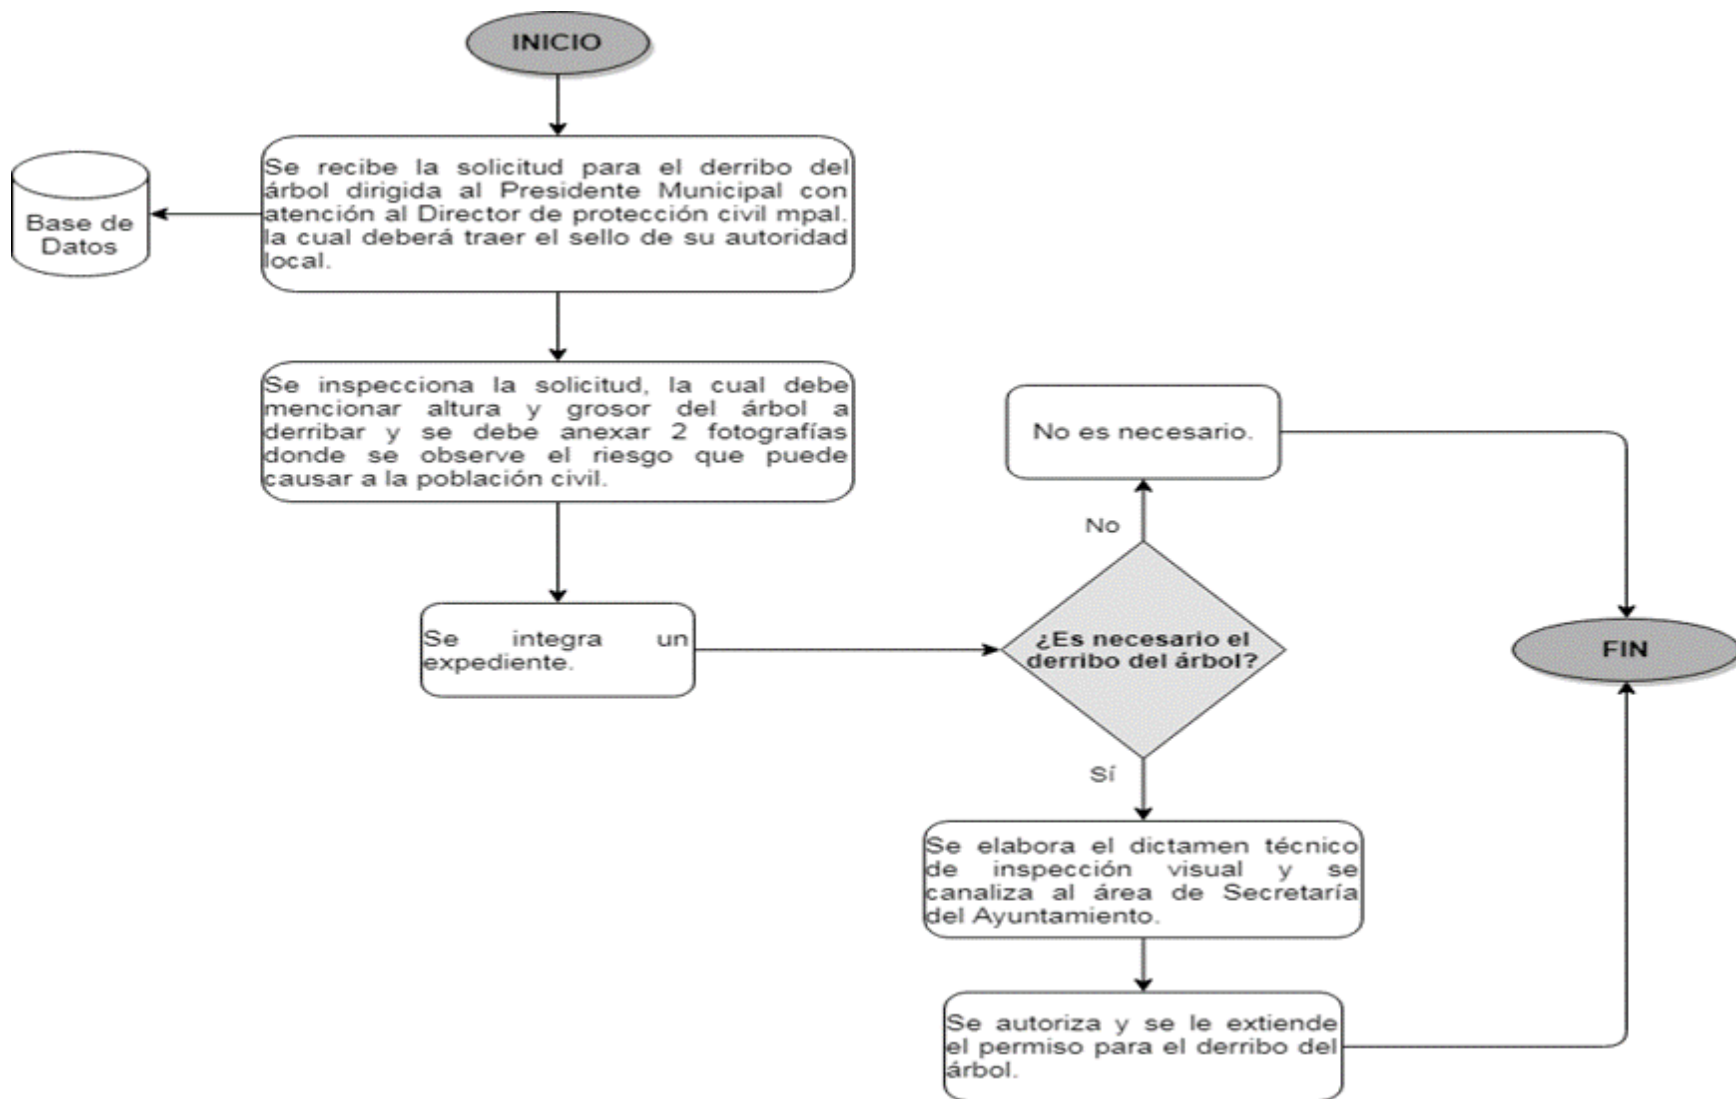 INICIO
Se recibe la solicitud para el derribo del
árbol dirigida al Presidente Municipal con
atención al Director de protección civil mpal.
la cual deberá traer el sello de su autoridad
local.
Base de
Datos
Se inspecciona la solicitud, la cual debe
mencionar altura y grosor del árbol a
derribar y se debe anexar 2 fotografías
donde se observe el riesgo que puede
causar a la población civil.
Se integra un
expediente.
¿Es necesario el
derribo del árbol?
No
No es necesario.
Sí
Se elabora el dictamen técnico
de inspección visual y se
canaliza al área de Secretaría
del Ayuntamiento.
Se autoriza y se le extiende
el permiso para el derribo del
árbol.
FIN